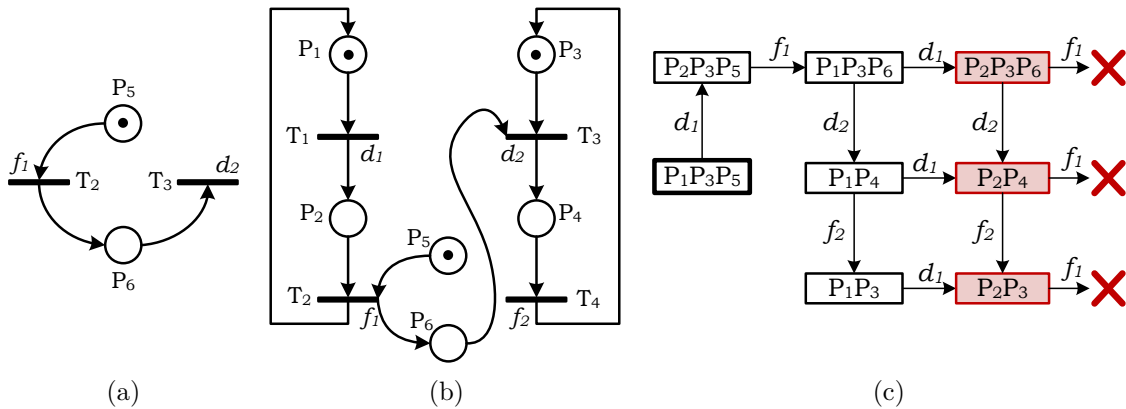 P5
f1 T2 T3 d2
P6
(a)
P1 P3
T1 d1 d2 T3
P2 P4
P5
T2 f1 P6 f2 T4
(b)
P2P3P5 f1 P1P3P6 d1 P2P3P6 f1
d1 d2 d2
P1P3P5 P1P4 d1 P2P4 f1
f2 f2
P1P3 d1 P2P3 f1
(c)